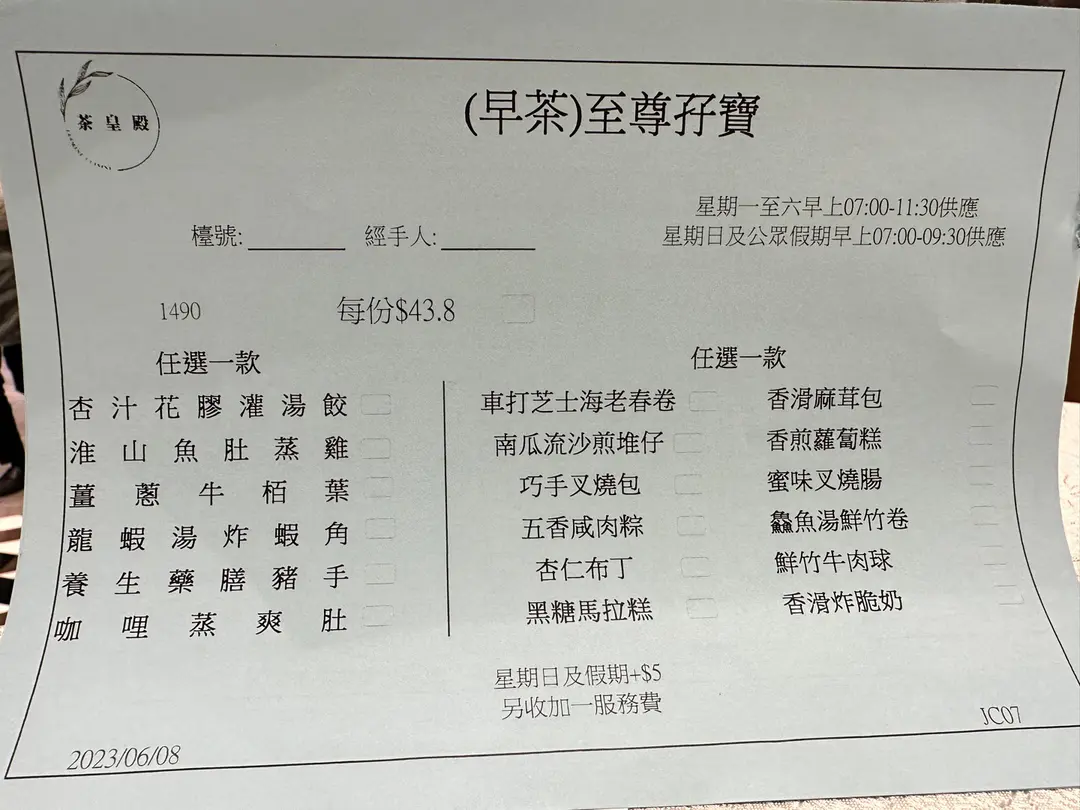 茶皇殿
(早茶)至尊孖寶
星期一至六早上07:00-11:30供應
檯號: 經手人:
星期日及公眾假期早上07:00-09:30供應
1490 每份$43.8
任選一款
杏汁花膠灌湯餃
淮山魚肚蒸雞
薑蔥牛栢葉
龍蝦湯炸蝦角
養生藥膳豬手
咖哩蒸爽肚
任選一款
車打芝士海老春卷
南瓜流沙煎堆仔
巧手叉燒包
五香咸肉粽
杏仁布丁
黑糖馬拉糕
香滑麻茸包
香煎蘿蔔糕
蜜味叉燒腸
鱻魚湯鮮竹卷
鮮竹牛肉球
香滑炸脆奶
星期日及假期+$5
另收加一服務費
JC07
2023/06/08